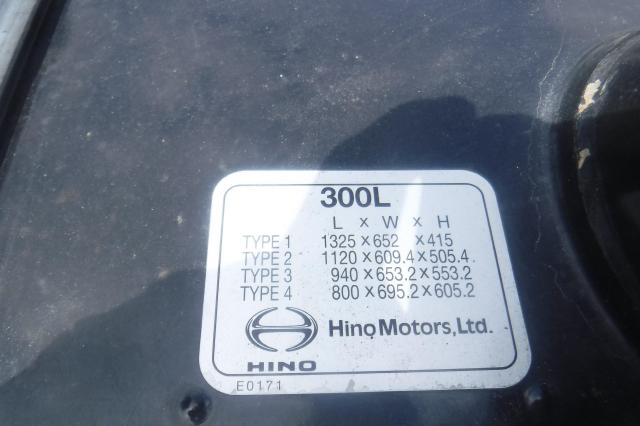 300L
L × W × H
TYPE 1 1325 × 652 × 415
TYPE 2 1120 × 609.4 × 505.4
TYPE 3 940 × 653.2 × 553.2
TYPE 4 800 × 695.2 × 605.2
HINO Hino Motors, Ltd.
E0171